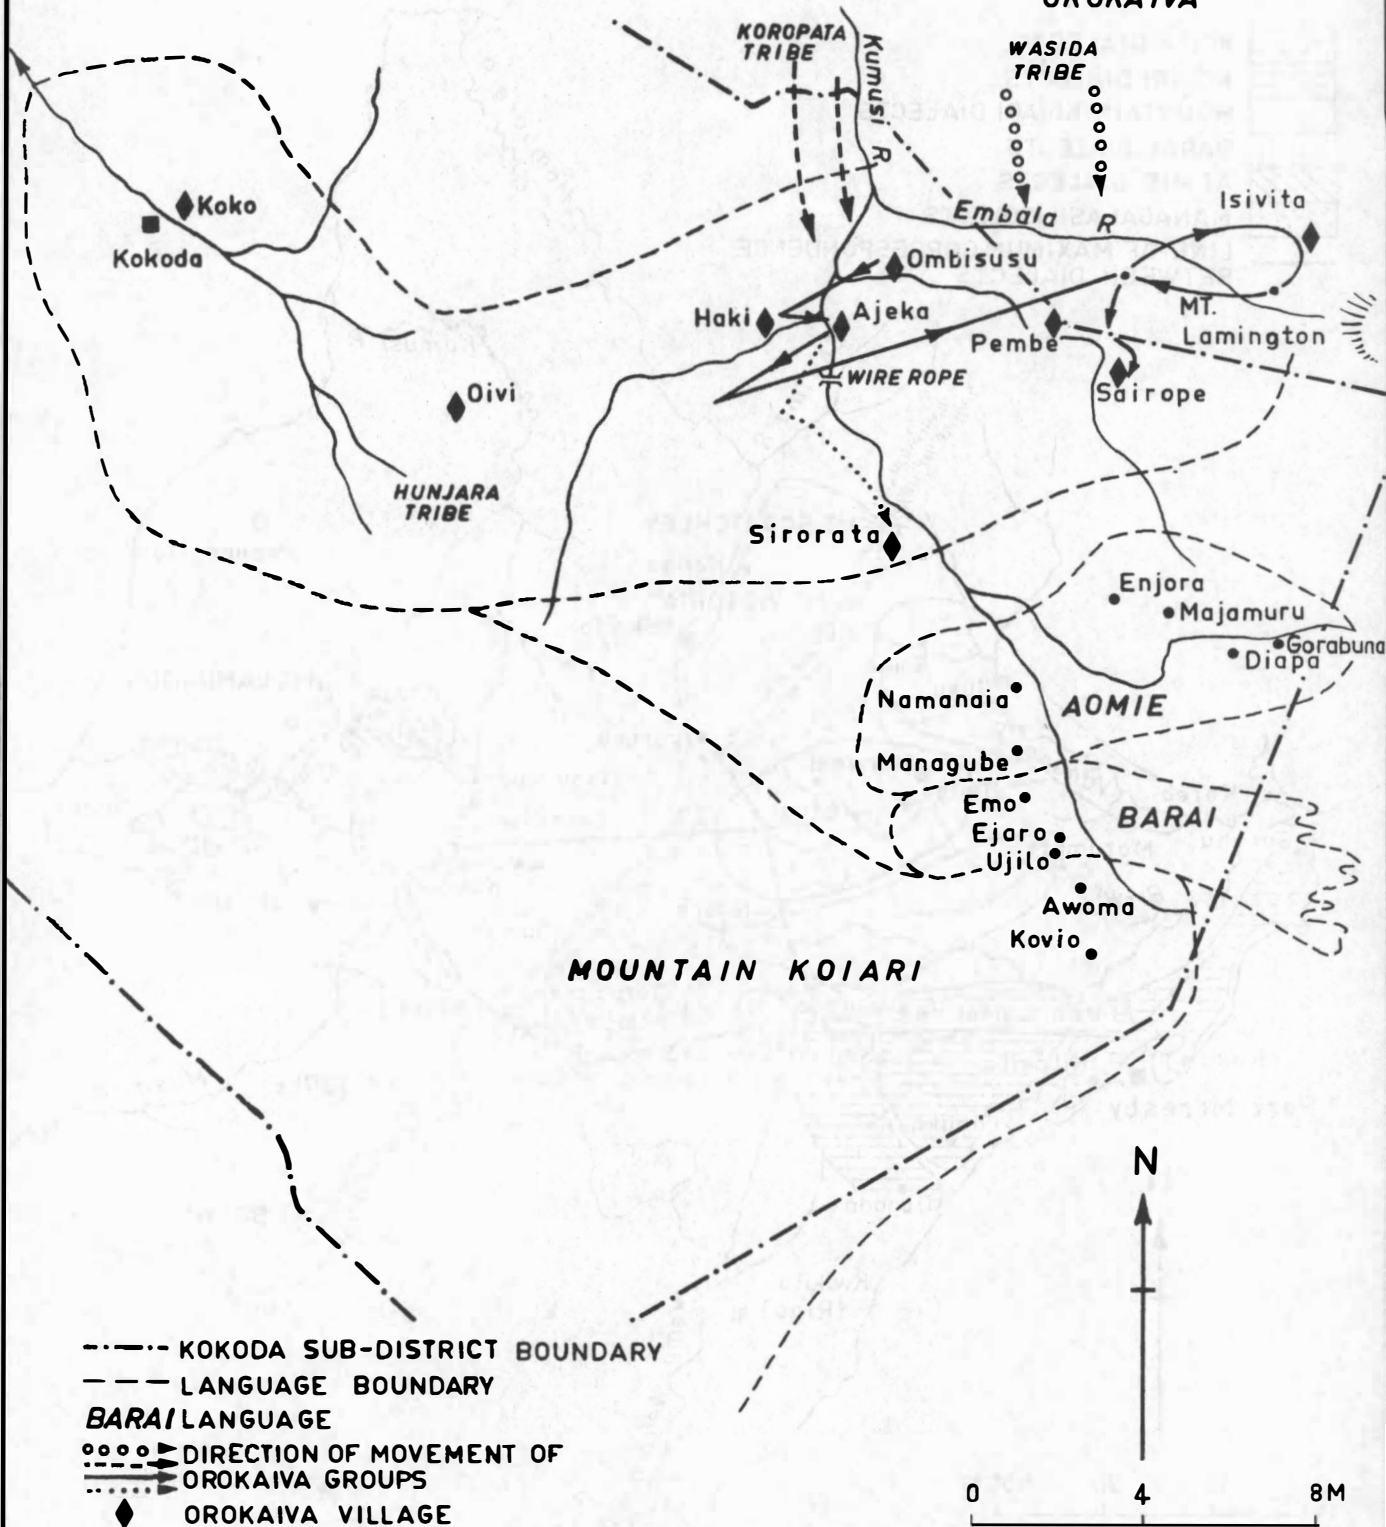 OROKAIVA
KOROPATA
TRIBE
Kumusi R
WASIDA
TRIBE
Koko
Kokoda
Embala R
Isivita
Ombisusu
Haki
Ajeka
MT.
Lamington
Pembe
WIRE ROPE
Sairope
Oivi
HUNJARA
TRIBE
Sirorata
Enjora
Majamuru
Gorabuna
Diapa
Namanaia
AOMIE
Managube
Emo
BARAI
Ejaro
Ujilo
Awoma
Kovio
MOUNTAIN KOIARI
N
KOKODA SUB-DISTRICT BOUNDARY
LANGUAGE BOUNDARY
BARAI LANGUAGE
DIRECTION OF MOVEMENT OF
OROKAIVA GROUPS
OROKAIVA VILLAGE
0 4 8M